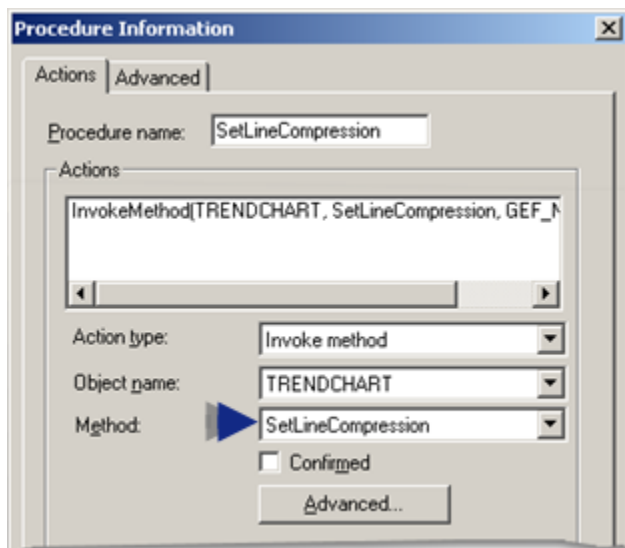 Procedure Information
Actions Advanced
Procedure name: SetLineCompression
Actions
InvokeMethod(TRENDCHART, SetLineCompression, GEF_
Action type: Invoke method
Object name: TRENDCHART
Method: SetLineCompression
Confirmed
Advanced...